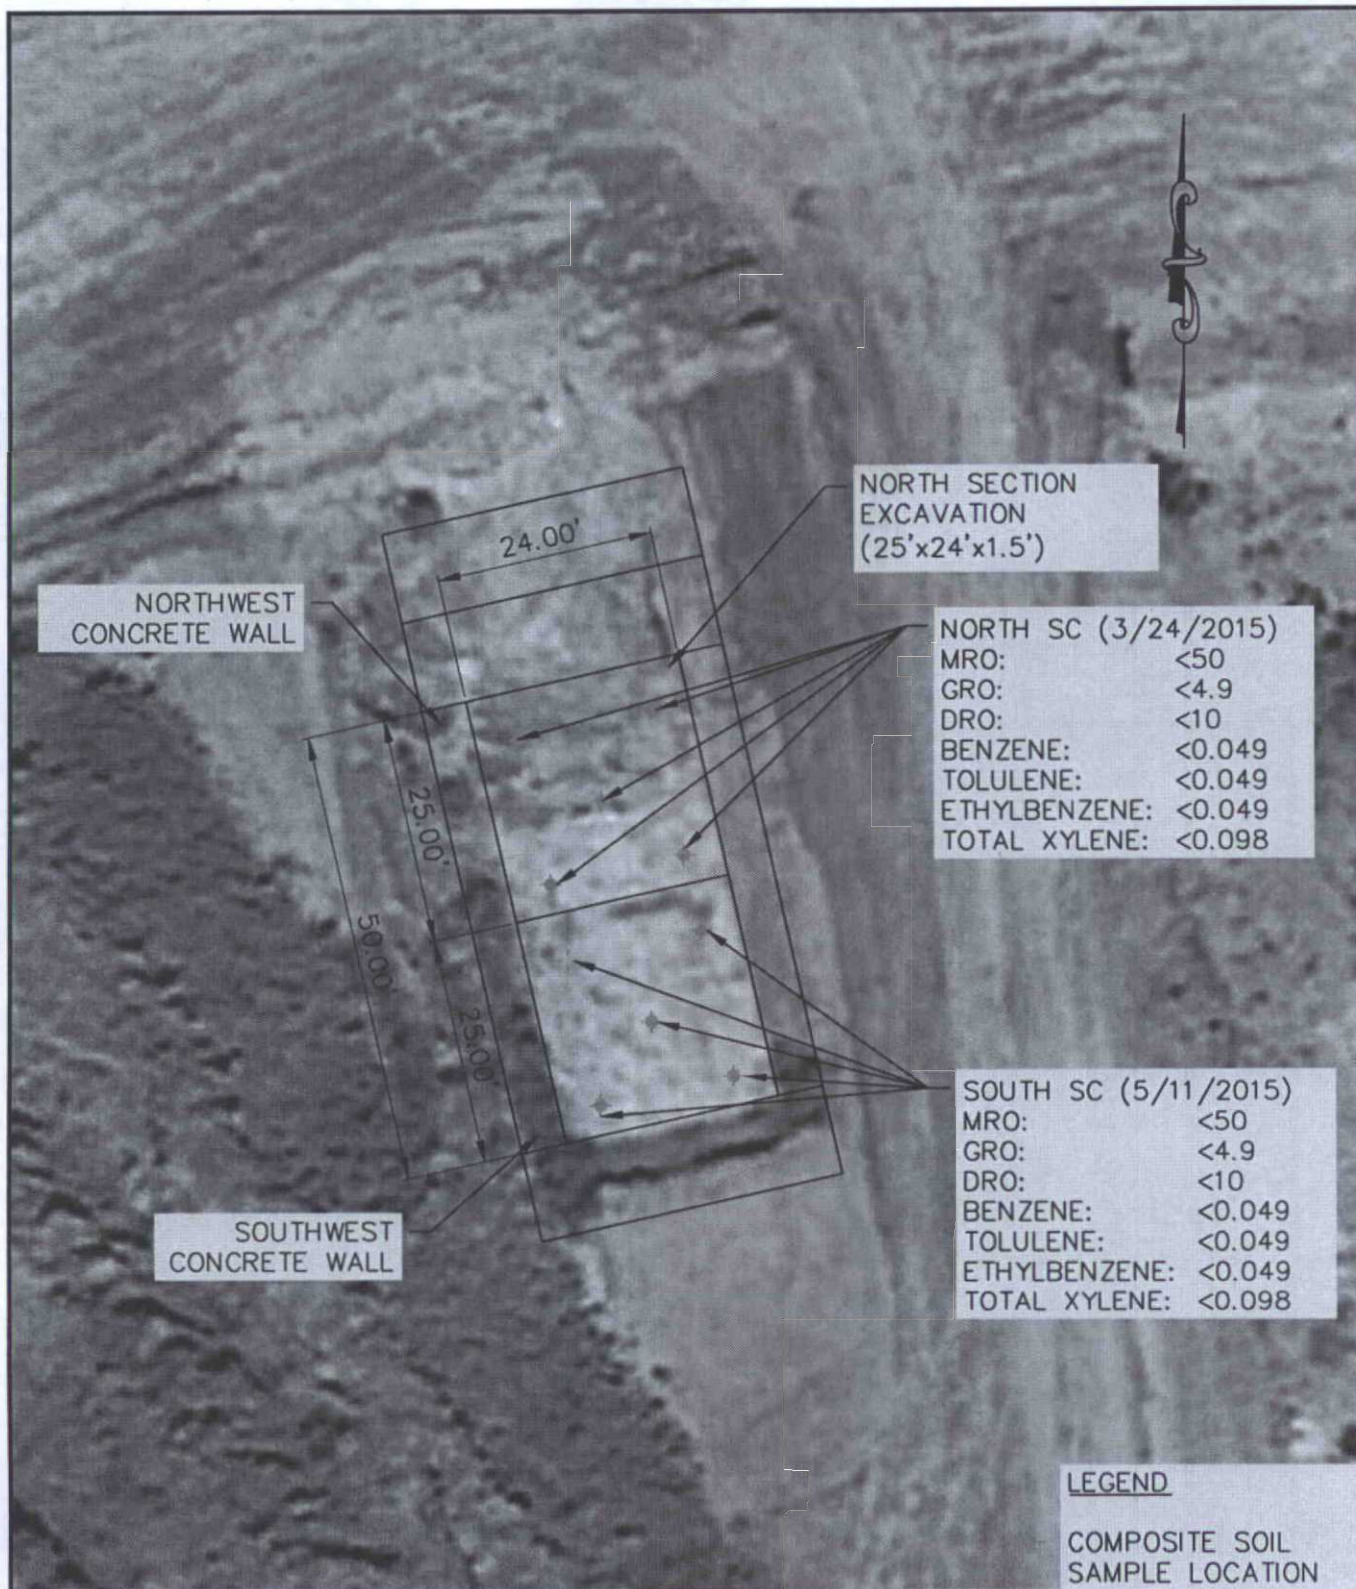 24.00'
NORTH SECTION
EXCAVATION
(25'x24'x1.5')
NORTHWEST
CONCRETE WALL
NORTH SC (3/24/2015)
MRO: <50
GRO: <4.9
DRO: <10
BENZENE: <0.049
TOLULENE: <0.049
ETHYLBENZENE: <0.049
TOTAL XYLENE: <0.098
25.00'
50.00'
25.00'
SOUTH SC (5/11/2015)
MRO: <50
GRO: <4.9
DRO: <10
BENZENE: <0.049
TOLULENE: <0.049
ETHYLBENZENE: <0.049
TOTAL XYLENE: <0.098
SOUTHWEST
CONCRETE WALL
LEGEND
COMPOSITE SOIL
SAMPLE LOCATION